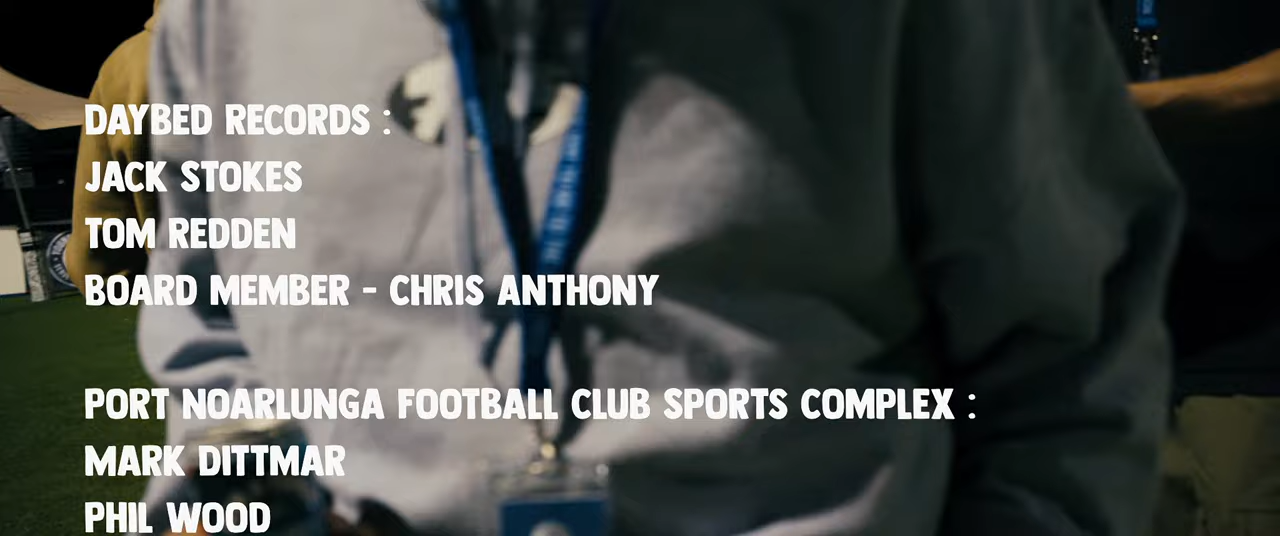 DAYBED RECORDS :
JACK STOKES
TOM REDDEN
BOARD MEMBER - CHRIS ANTHONY
PORT NOARLUNGA FOOTBALL CLUB SPORTS COMPLEX :
MARK DITTMAR
PHIL WOOD